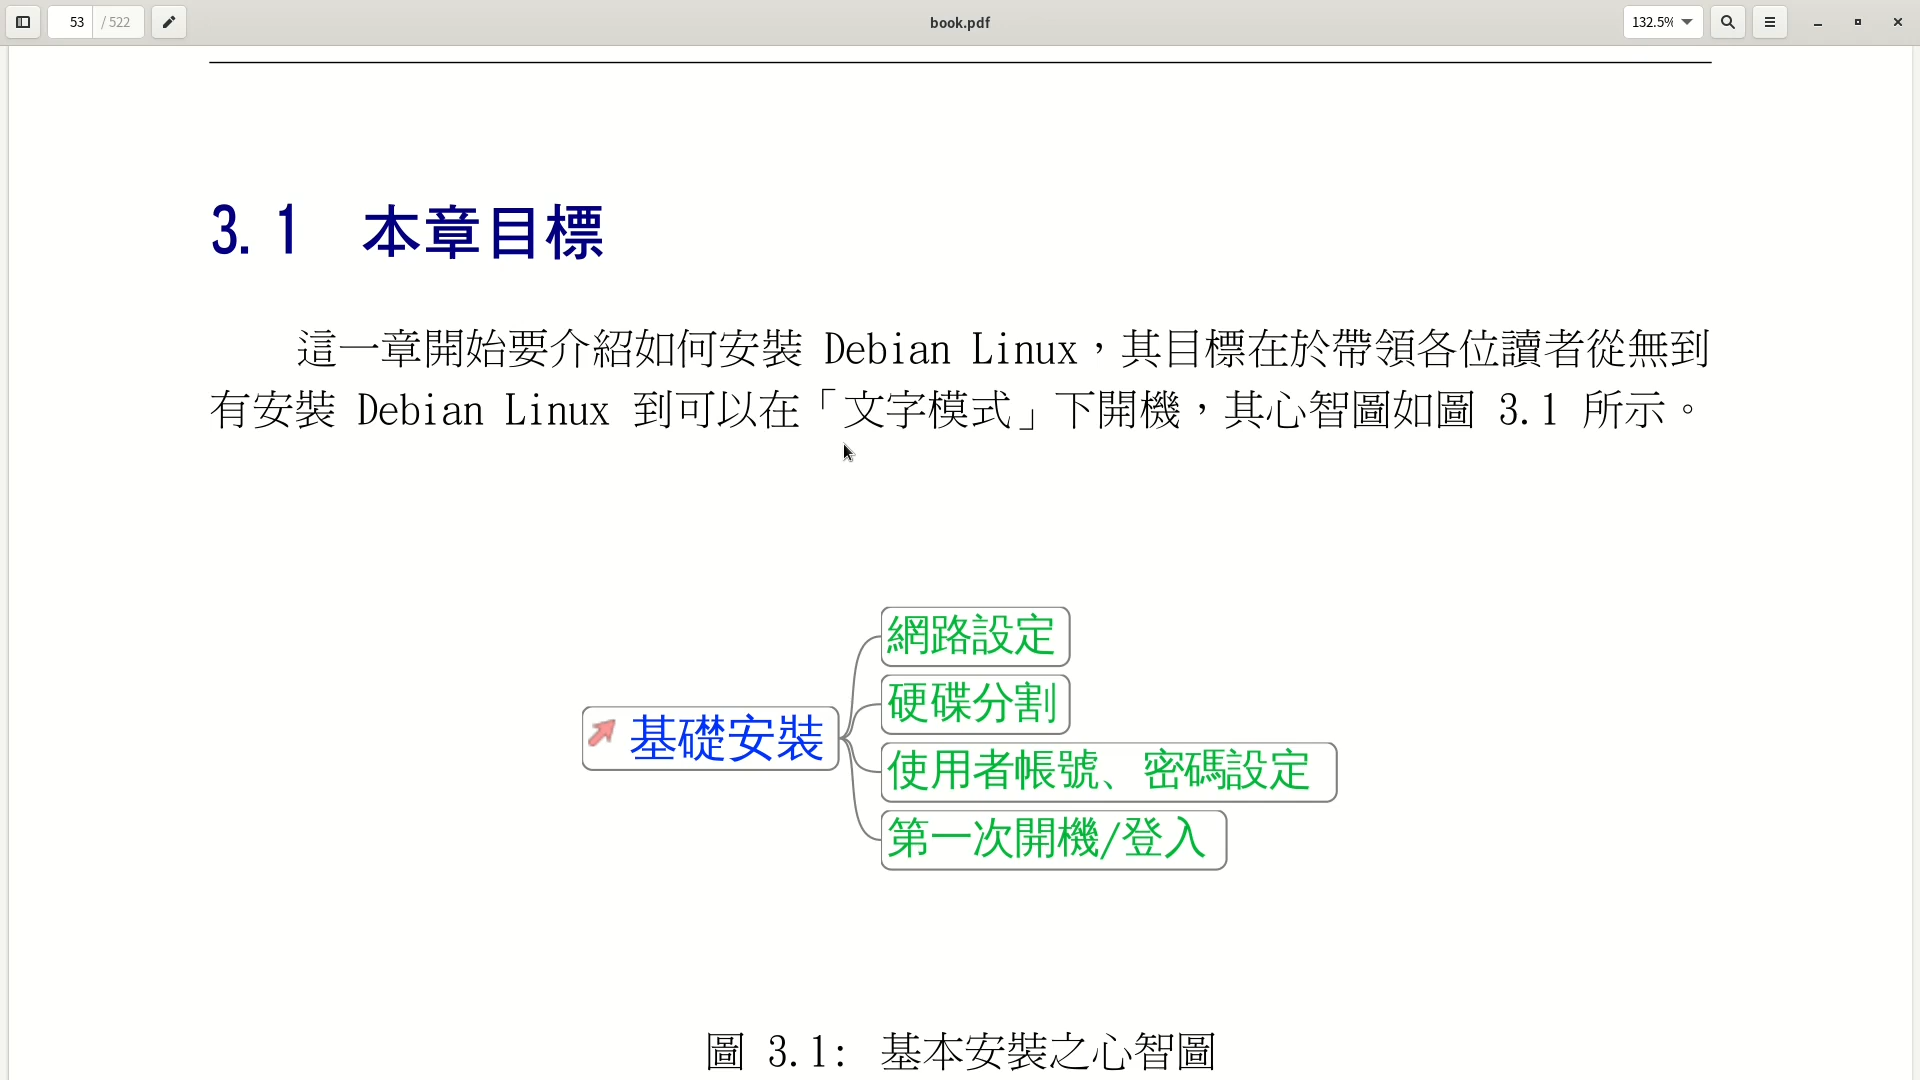 53 / 522
book.pdf
132.5%
3.1 本章目標
這一章開始要介紹如何安裝 Debian Linux，其目標在於帶領各位讀者從無到
有安裝 Debian Linux 到可以在「文字模式」下開機，其心智圖如圖 3.1 所示。
網路設定
硬碟分割
基礎安裝
使用者帳號、密碼設定
第一次開機/登入
圖 3.1: 基本安裝之心智圖